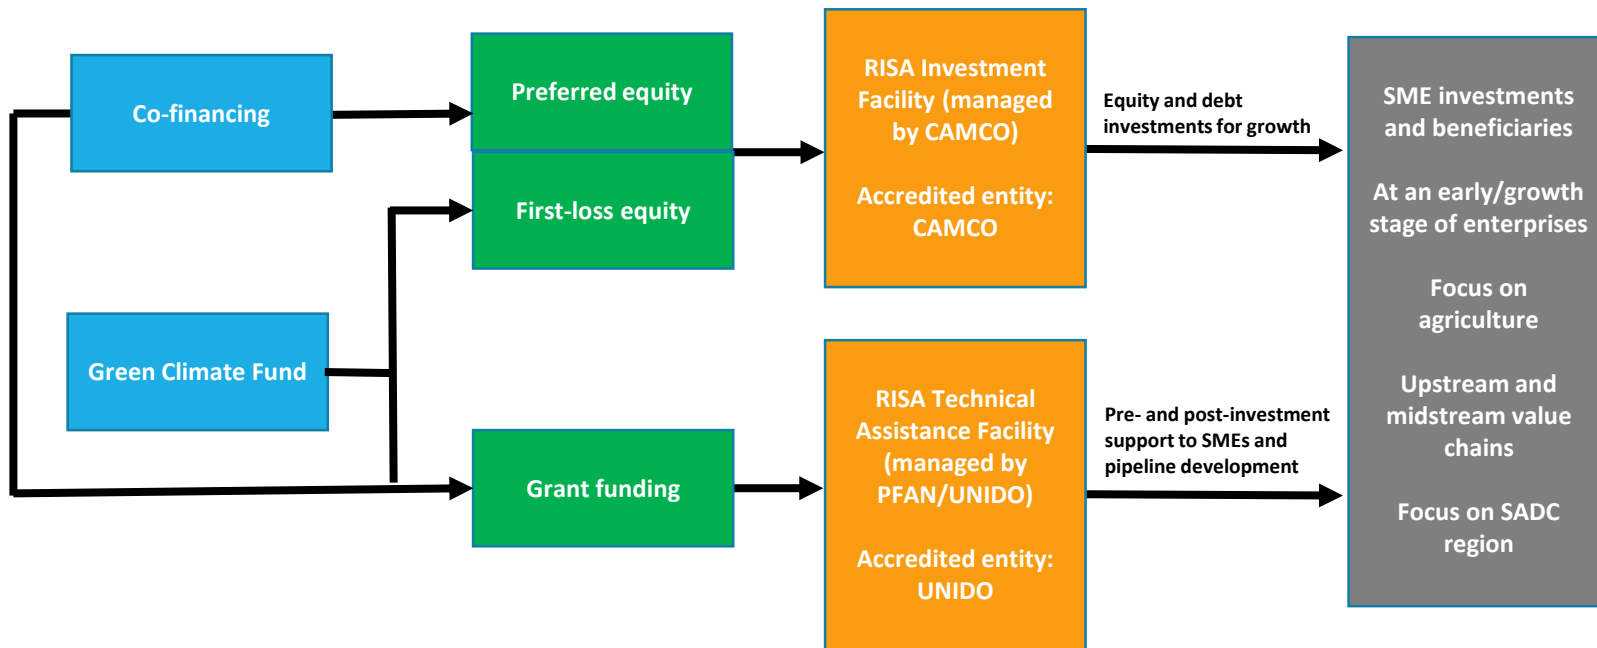 Co-financing
Green Climate Fund
Preferred equity
First-loss equity
Grant funding
RISA Investment
Facility (managed
by CAMCO)
Accredited entity:
CAMCO
RISA Technical
Assistance Facility
(managed by
PFAN/UNIDO)
Accredited entity:
UNIDO
Equity and debt
investments for growth
Pre- and post-investment
support to SMEs and
pipeline development
SME investments
and beneficiaries
At an early/growth
stage of enterprises
Focus on
agriculture
Upstream and
midstream value
chains
Focus on SADC
region